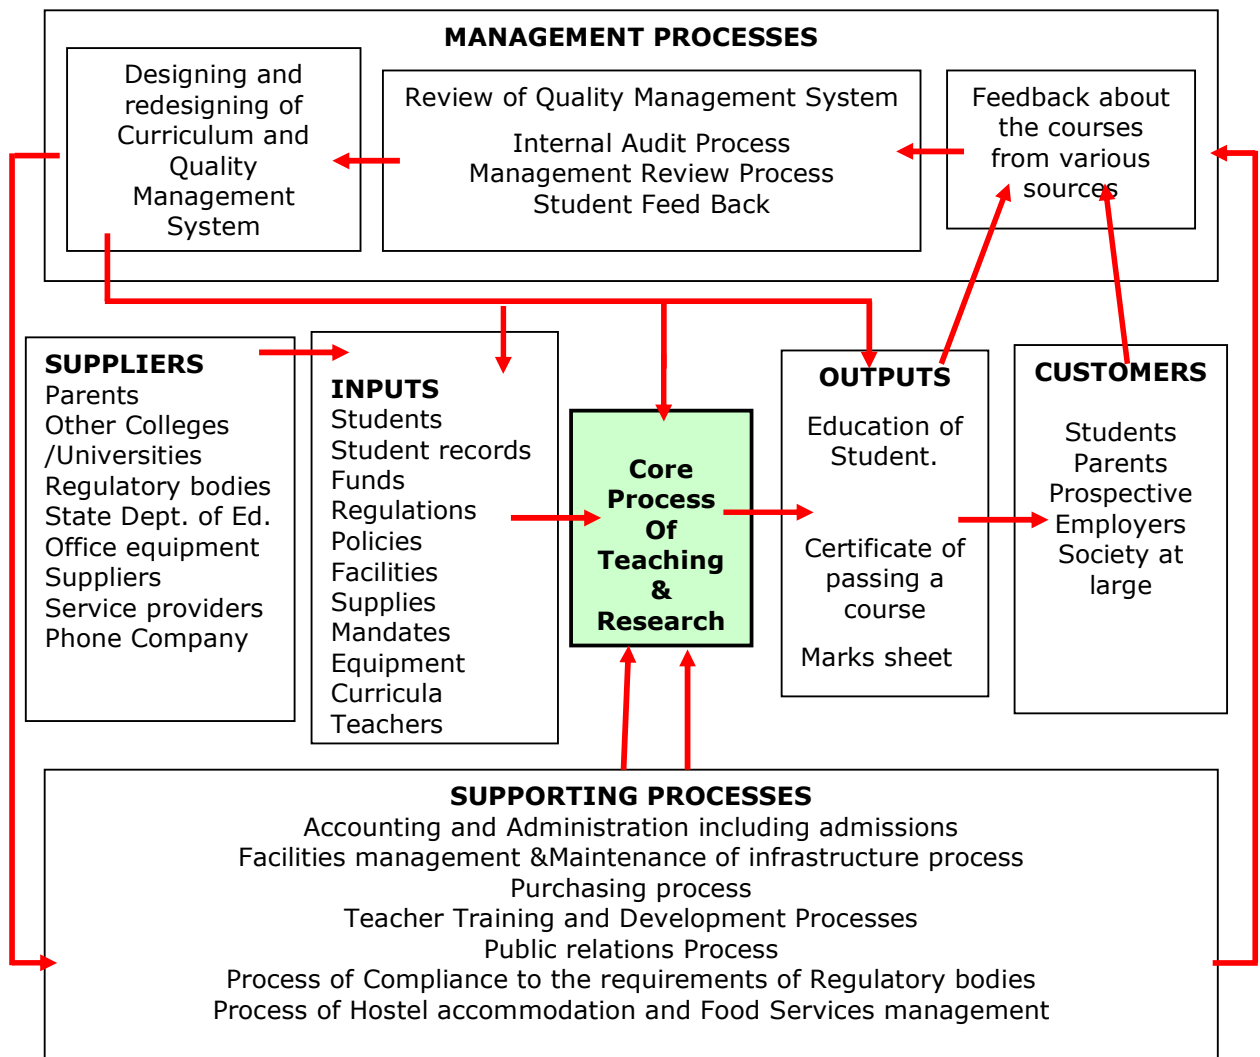 MANAGEMENT PROCESSES
Designing and
redesigning of
Curriculum and
Quality
Management
System
Review of Quality Management System
Internal Audit Process
Management Review Process
Student Feed Back
Feedback about
the courses
from various
sources
SUPPLIERS
Parents
Other Colleges
/Universities
Regulatory bodies
State Dept. of Ed.
Office equipment
Suppliers
Service providers
Phone Company
INPUTS
Students
Student records
Funds
Regulations
Policies
Facilities
Supplies
Mandates
Equipment
Curricula
Teachers
Core
Process
Of
Teaching
&
Research
OUTPUTS
Education of
Student.
Certificate of
passing a
course
Marks sheet
CUSTOMERS
Students
Parents
Prospective
Employers
Society at
large
SUPPORTING PROCESSES
Accounting and Administration including admissions
Facilities management &Maintenance of infrastructure process
Purchasing process
Teacher Training and Development Processes
Public relations Process
Process of Compliance to the requirements of Regulatory bodies
Process of Hostel accommodation and Food Services management